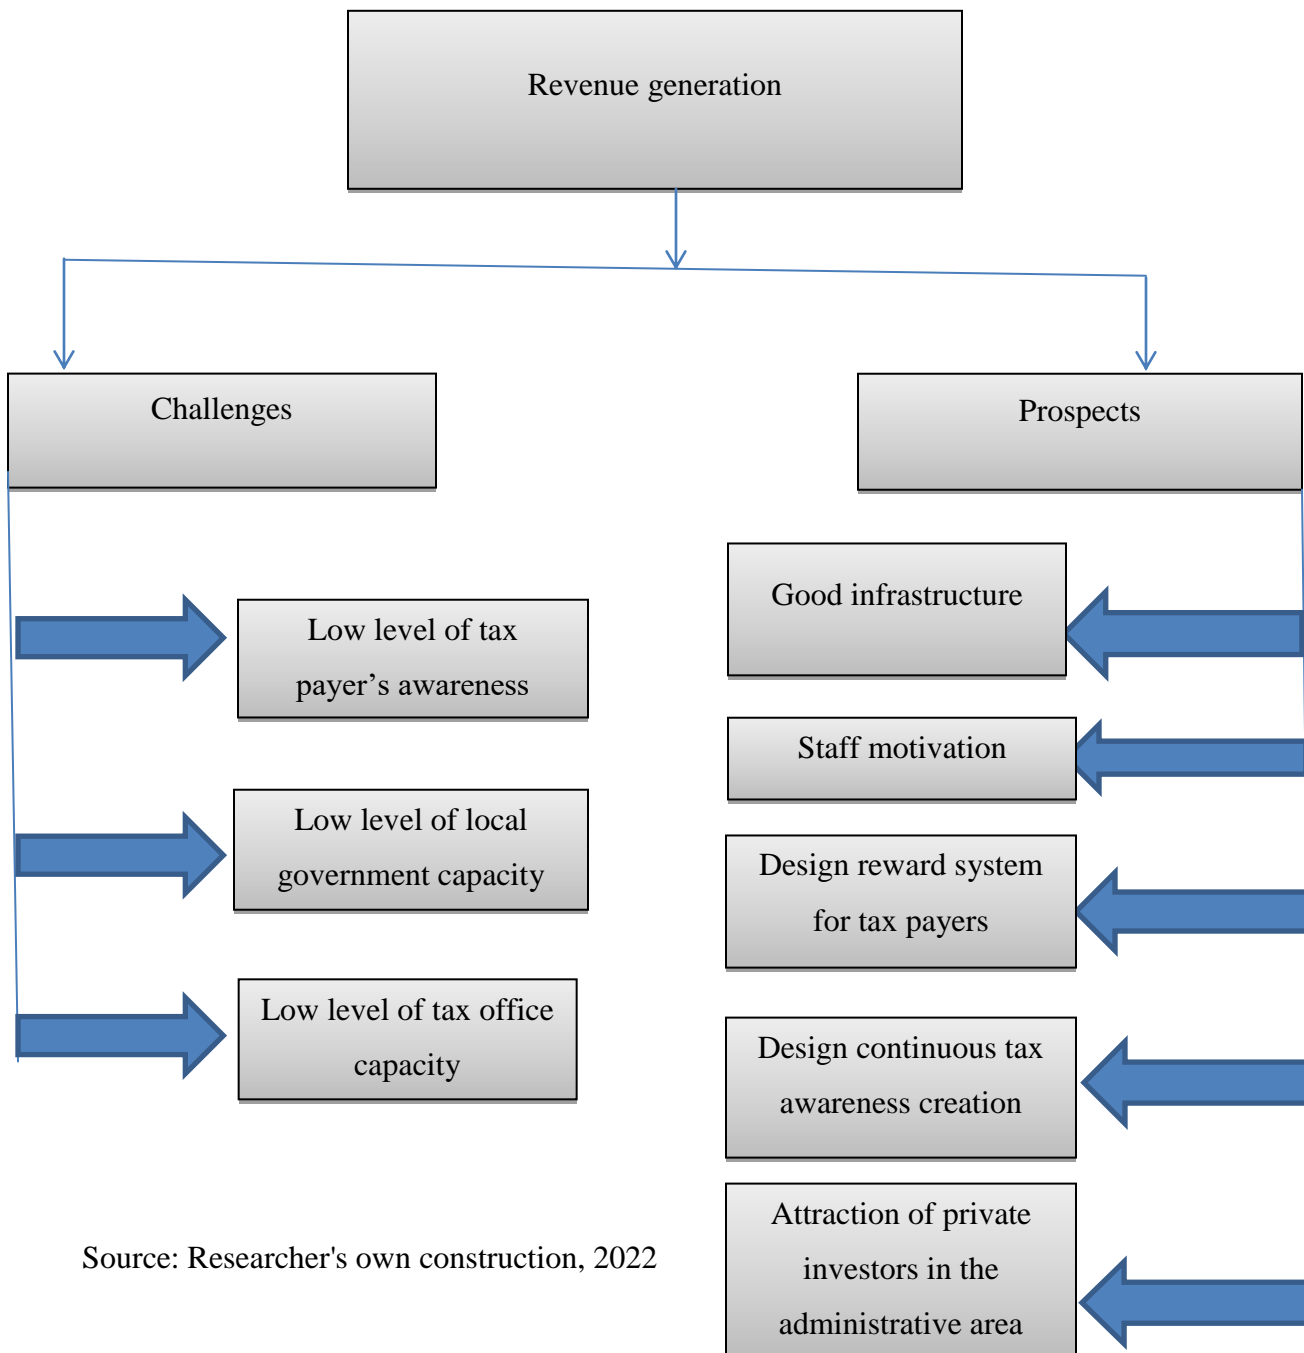 Revenue generation
Challenges
Prospects
Low level of tax
payer’s awareness
Low level of local
government capacity
Low level of tax office
capacity
Good infrastructure
Staff motivation
Design reward system
for tax payers
Design continuous tax
awareness creation
Attraction of private
investors in the
administrative area
Source: Researcher's own construction, 2022